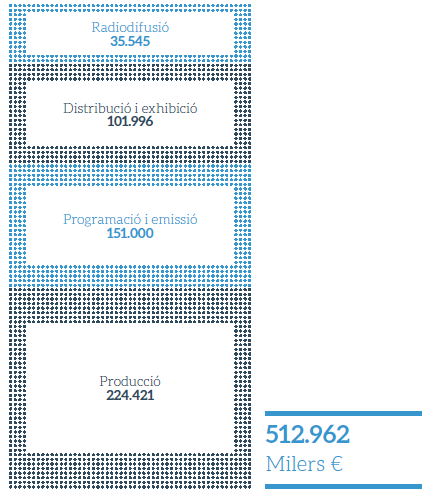 Radiodifusió
35.545
Distribució i exhibició
101.996
Programació i emissió
151.000
Producció
224.421
512.962
Milers €